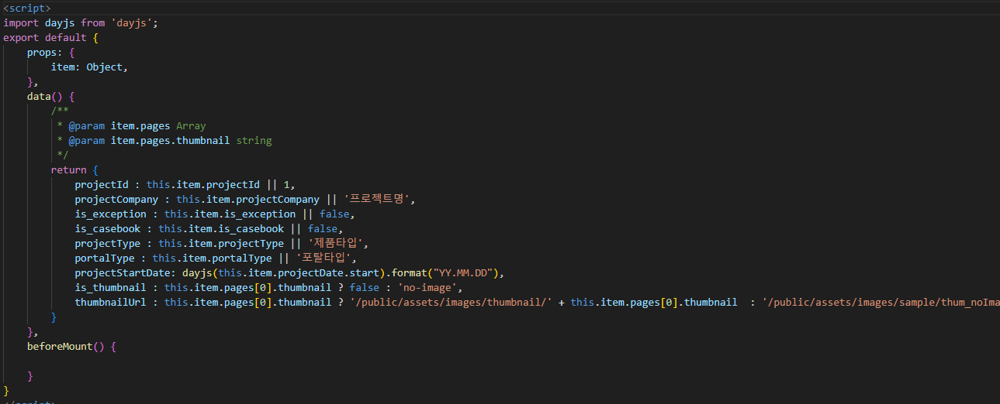 <script>
import dayjs from 'dayjs';
export default {
props: {
item: Object,
},
data() {
/**
* @param item.pages Array
* @param item.pages.thumbnail string
*/
return {
projectId : this.item.projectId || 1,
projectCompany : this.item.projectCompany || '프로젝트명',
is_exception : this.item.is_exception || false,
is_casebook : this.item.is_casebook || false,
projectType : this.item.projectType || '제품타입',
portalType : this.item.portalType || '포탈타입',
projectStartDate: dayjs(this.item.projectDate.start).format("YY.MM.DD"),
is_thumbnail : this.item.pages[0].thumbnail ? false : 'no-image',
thumbnailUrl : this.item.pages[0].thumbnail ? '/public/assets/images/thumbnail/' + this.item.pages[0].thumbnail  : '/public/assets/images/sample/thum_noIma
}
},
beforeMount() {
}
}
</script>